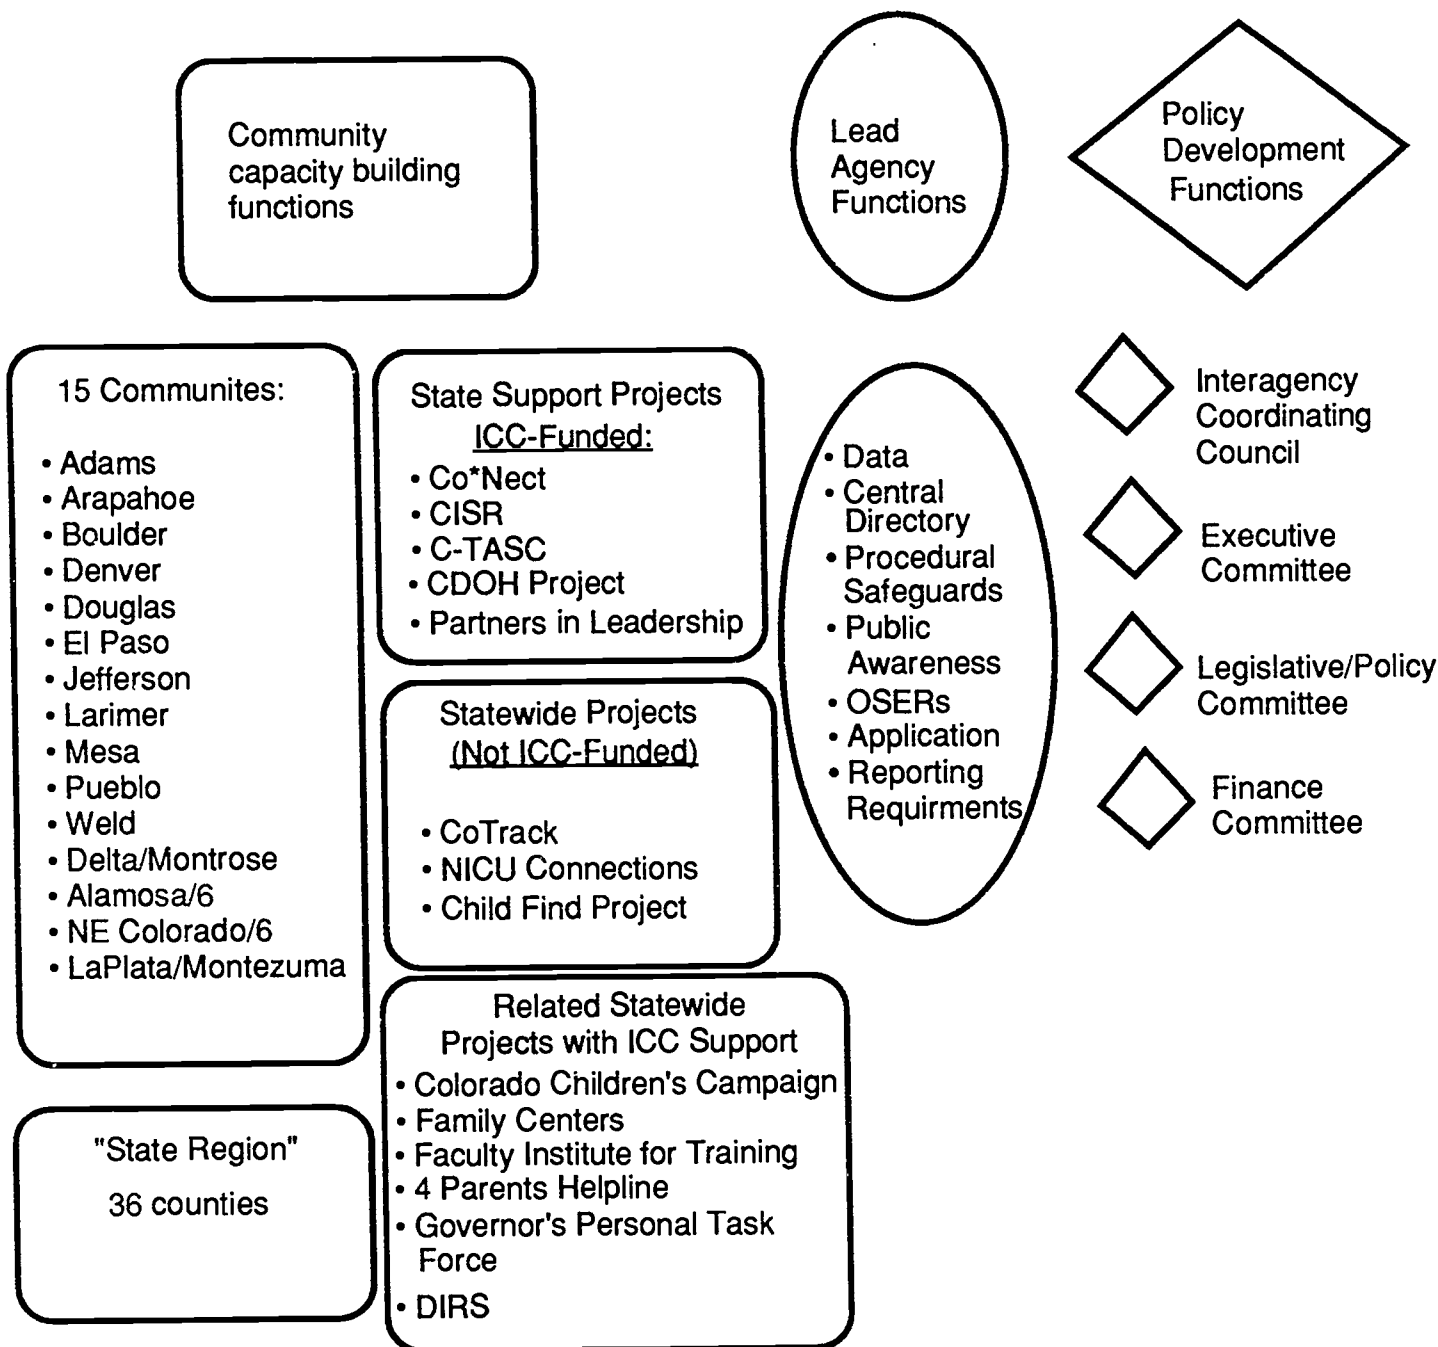 Community
capacity building
functions
Lead
Agency
Functions
Policy
Development
Functions
15 Communites:
• Adams
• Arapahoe
• Boulder
• Denver
• Douglas
• El Paso
• Jefferson
• Larimer
• Mesa
• Pueblo
• Weld
• Delta/Montrose
• Alamosa/6
• NE Colorado/6
• LaPlata/Montezuma
"State Region"
36 counties
State Support Projects
ICC-Funded:
• Co*Nect
• CISR
• C-TASC
• CDOH Project
• Partners in Leadership
Statewide Projects
(Not ICC-Funded)
• CoTrack
• NICU Connections
• Child Find Project
Related Statewide
Projects with ICC Support
• Colorado Children's Campaign
• Family Centers
• Faculty Institute for Training
• 4 Parents Helpline
• Governor's Personal Task
Force
• DIRS
• Data
• Central
Directory
• Procedural
Safeguards
• Public
Awareness
• OSERs
• Application
• Reporting
Requirments
Interagency
Coordinating
Council
Executive
Committee
Legislative/Policy
Committee
Finance
Committee